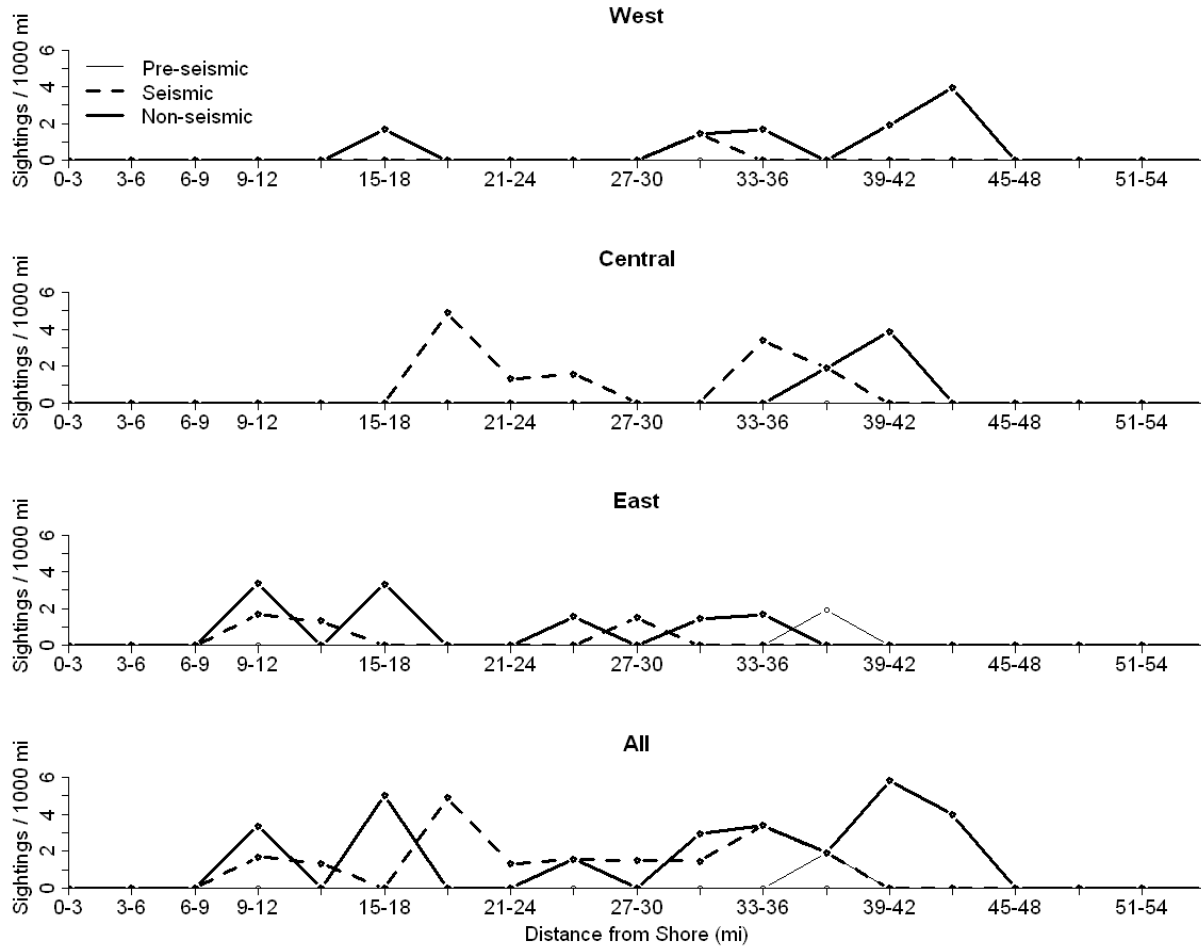 West
Sightings / 1000 mi
6
4
2
0
Pre-seismic
Seismic
Non-seismic
0-3 3-6 6-9 9-12 15-18 21-24 27-30 33-36 39-42 45-48 51-54
Central
Sightings / 1000 mi
6
4
2
0
0-3 3-6 6-9 9-12 15-18 21-24 27-30 33-36 39-42 45-48 51-54
East
Sightings / 1000 mi
6
4
2
0
0-3 3-6 6-9 9-12 15-18 21-24 27-30 33-36 39-42 45-48 51-54
All
Sightings / 1000 mi
6
4
2
0
0-3 3-6 6-9 9-12 15-18 21-24 27-30 33-36 39-42 45-48 51-54
Distance from Shore (mi)